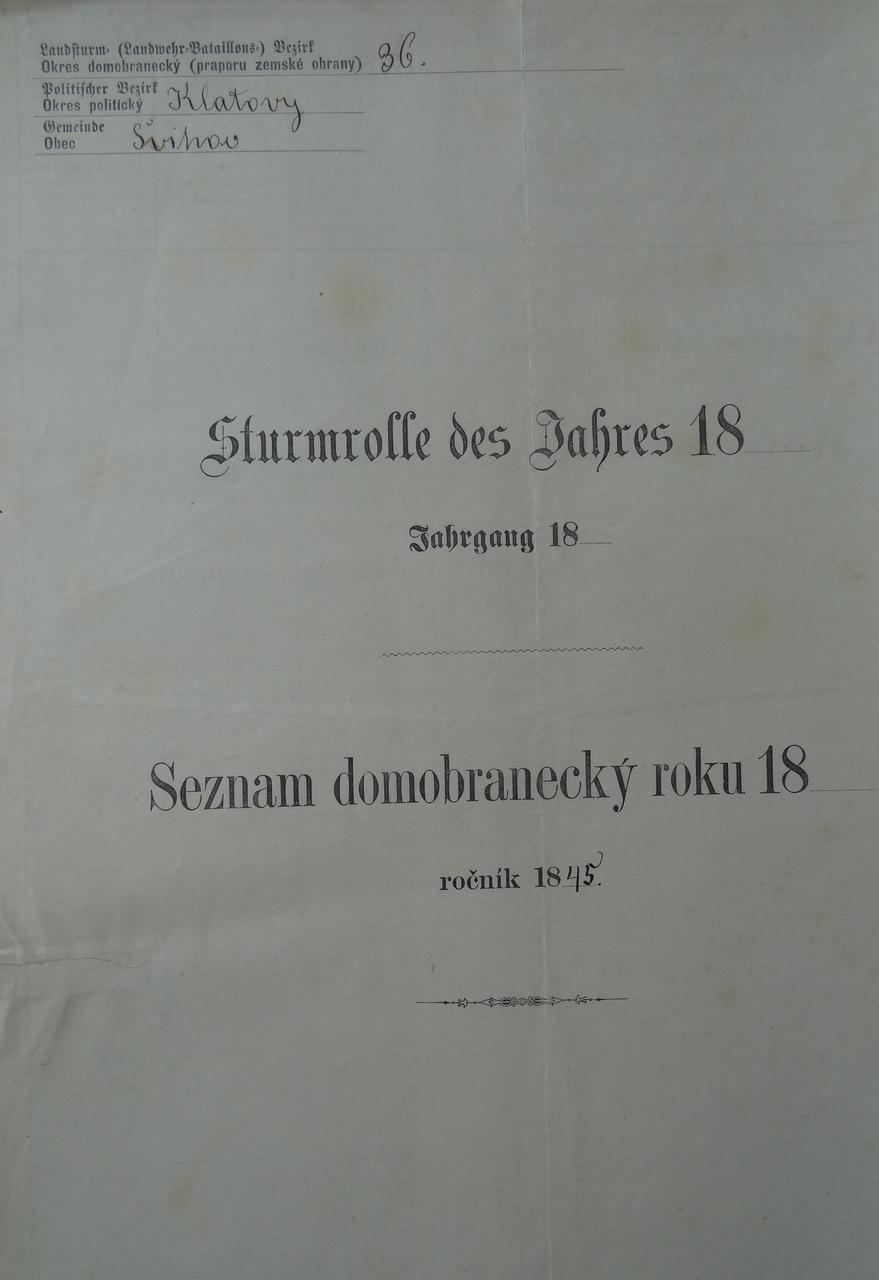 Landsturm- (Landwehr-Bataillons-) Bezirk
Okres domobranecký (praporu zemské obrany) 36.
Politischer Bezirk
Okres politický Klatovy
Gemeinde
Obec Švihov
Sturmrolle des Jahres 18
Jahrgang 18
Seznam domobranecký roku 18
ročník 1845.